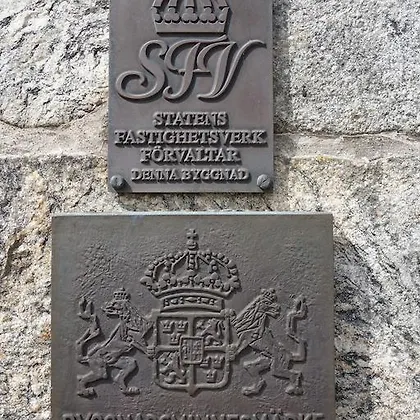 SFV
STATENS
FASTIGHETSVERK
FÖRVALTAR
DENNA BYGGNAD